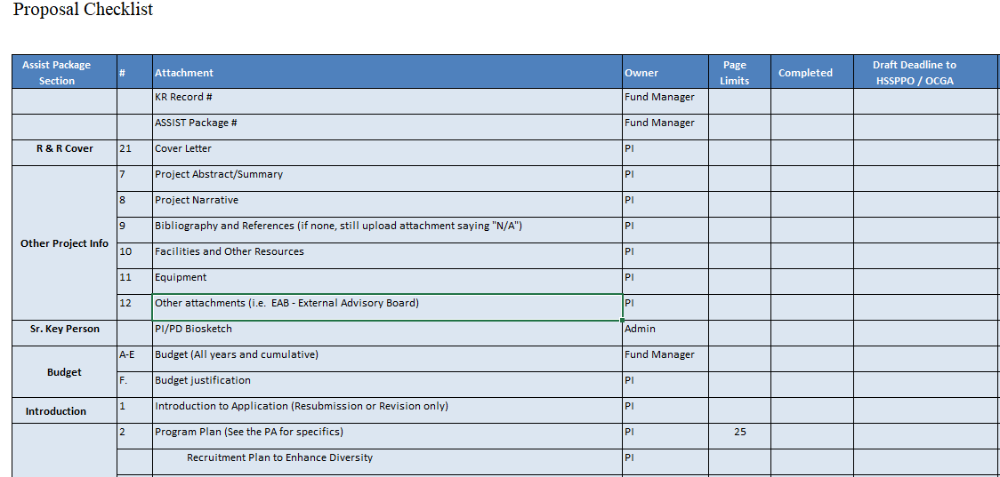 Proposal Checklist
Assist Package Section # Attachment Owner Page Limits Completed Draft Deadline to HSSPPO / OCGA
KR Record # Fund Manager
ASSIST Package # Fund Manager
R & R Cover 21 Cover Letter PI
7 Project Abstract/Summary PI
8 Project Narrative PI
9 Bibliography and References (if none, still upload attachment saying "N/A") PI
Other Project Info
10 Facilities and Other Resources PI
11 Equipment PI
12 Other attachments (i.e. EAB - External Advisory Board) PI
Sr. Key Person PI/PD Biosketch Admin
A-E Budget (All years and cumulative) Fund Manager
Budget
F. Budget justification PI
Introduction 1 Introduction to Application (Resubmission or Revision only) PI
2 Program Plan (See the PA for specifics) PI 25
Recruitment Plan to Enhance Diversity PI